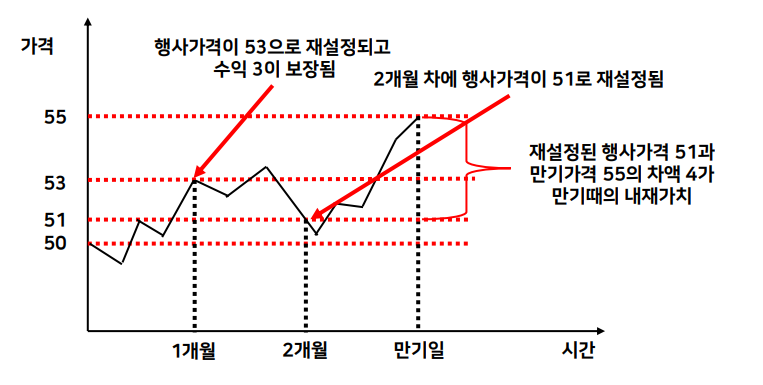 가격
행사가격이 53으로 재설정되고
수익 3이 보장됨
2개월 차에 행사가격이 51로 재설정됨
55
재설정된 행사가격 51과
만기가격 55의 차액 4가
만기때의 내재가치
53
51
50
1개월
2개월
만기일
시간